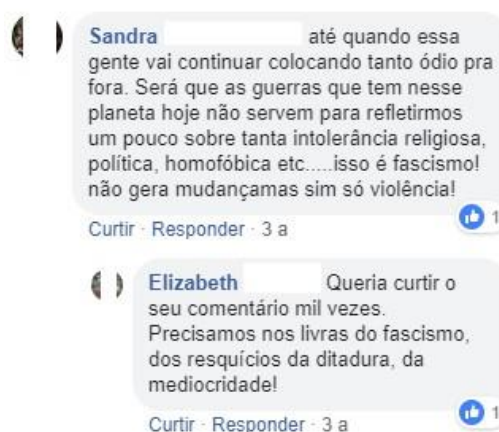 Sandra até quando essa
gente vai continuar colocando tanto ódio pra
fora. Será que as guerras que tem nesse
planeta hoje não servem para refletirmos
um pouco sobre tanta intolerância religiosa,
política, homofóbica etc.....isso é fascismo!
não gera mudançamas sim só violência!
1
Curtir · Responder · 3 a
Elizabeth Queria curtir o
seu comentário mil vezes.
Precisamos nos livras do fascismo,
dos resquícios da ditadura, da
mediocridade!
1
Curtir · Responder · 3 a